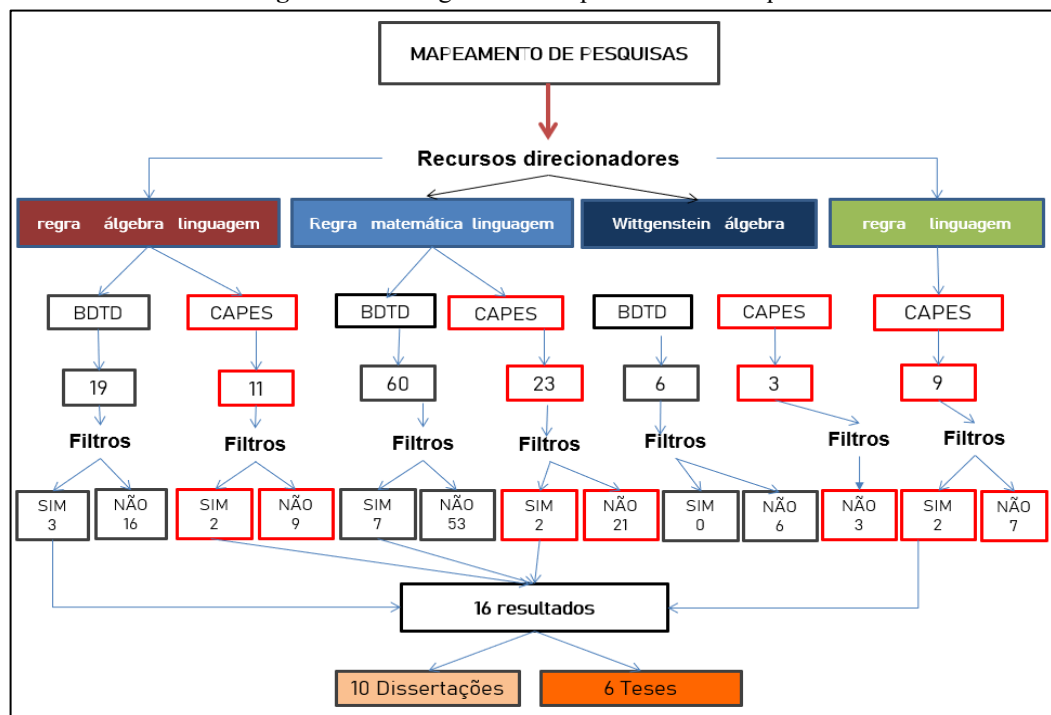 MAPEAMENTO DE PESQUISAS
Recursos direcionadores
regra álgebra linguagem
Regra matemática linguagem
Wittgenstein álgebra
regra linguagem
BDTD
CAPES
BDTD
CAPES
BDTD
CAPES
CAPES
19
11
60
23
6
3
9
Filtros
Filtros
Filtros
Filtros
Filtros
Filtros
Filtros
SIM
3
NÃO
16
SIM
2
NÃO
9
SIM
7
NÃO
53
SIM
2
NÃO
21
SIM
0
NÃO
6
NÃO
3
SIM
2
NÃO
7
16 resultados
10 Dissertações
6 Teses